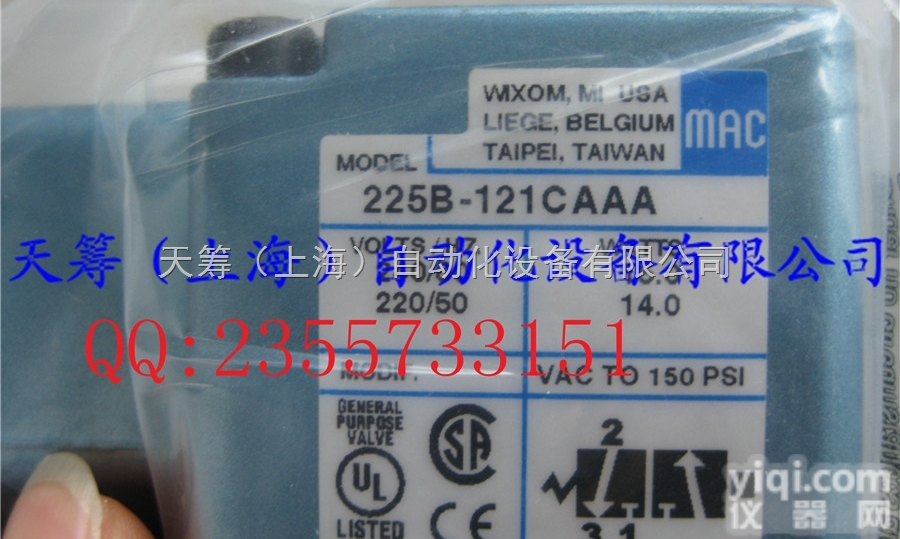 WIXOM, MI USA
LIEGE, BELGIUM
TAIPEI, TAIWAN
MAC
MODEL
225B-121CAAA
天筹（上海）自动化设备有限公司
天筹（上海）自动化设备有限公司
220/50
14.0
QQ:2355733151
VAC TO 150 PSI
GENERAL
PURPOSE
VALVE
UL
LISTED
SA
CE
2
3 1
yiqi.com
仪器网